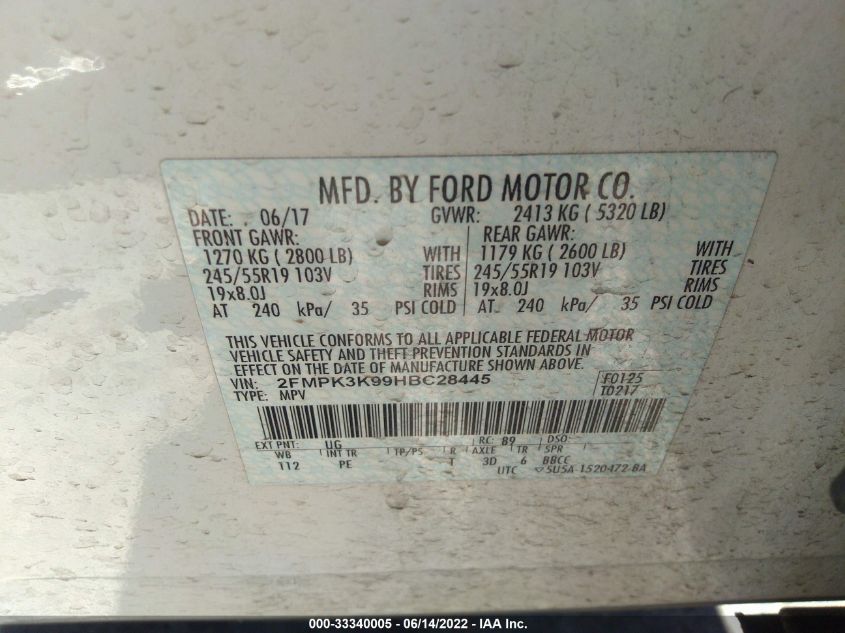 MFD. BY FORD MOTOR CO.
DATE: 06/17 GVWR: 2413 KG ( 5320 LB)
FRONT GAWR: REAR GAWR:
1270 KG ( 2800 LB) WITH 1179 KG ( 2600 LB) WITH
245/55R19 103V TIRES 245/55R19 103V TIRES
19x8.0J RIMS 19x8.0J RIMS
AT 240 kPa/ 35 PSI COLD AT 240 kPa/ 35 PSI COLD
THIS VEHICLE CONFORMS TO ALL APPLICABLE FEDERAL MOTOR
VEHICLE SAFETY AND THEFT PREVENTION STANDARDS IN
EFFECT ON THE DATE OF MANUFACTURE SHOWN ABOVE.
VIN: 2FMPK3K99HBC28445 F0125
TYPE: MPV T0217
EXT PNT: UG RC: 89 DSO:
WB INT TR TP/PS R AXLE TR SPR
112 PE T 3D 6 BBCC
UTC 5U5A-1520472-BA
000-33340005 - 06/14/2022 - IAA Inc.